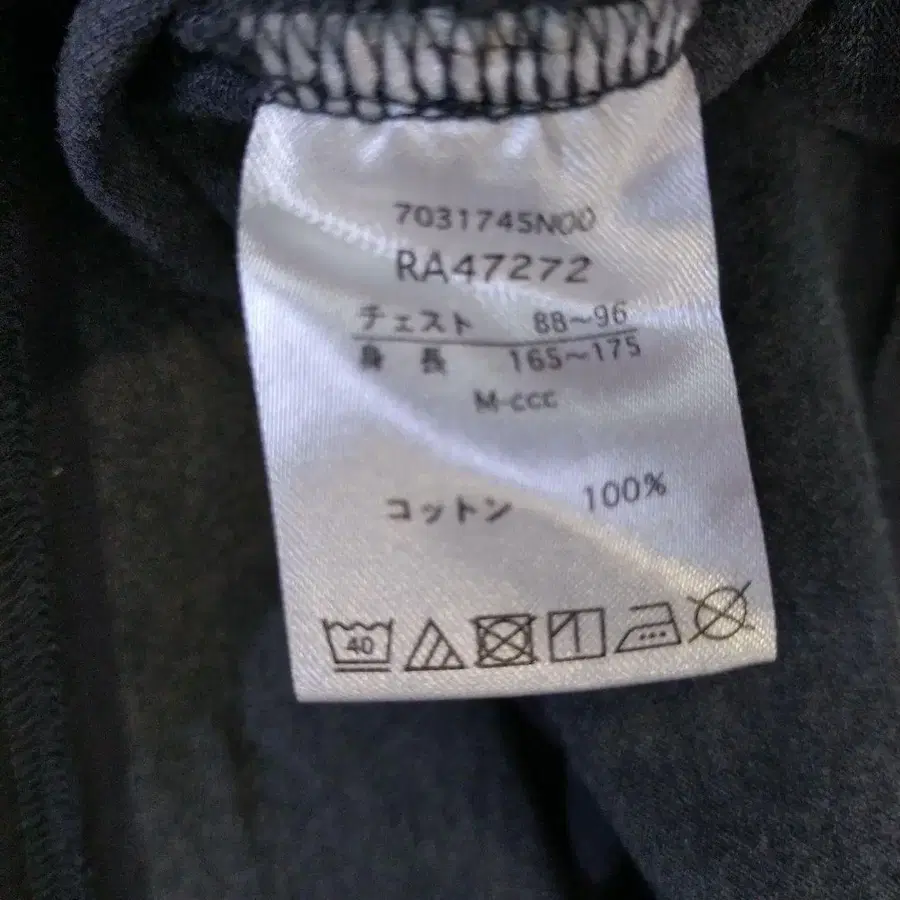 7031745N00
RA47272
チェスト 88~96
身長 165~175
M-ccc
コットン 100%
40